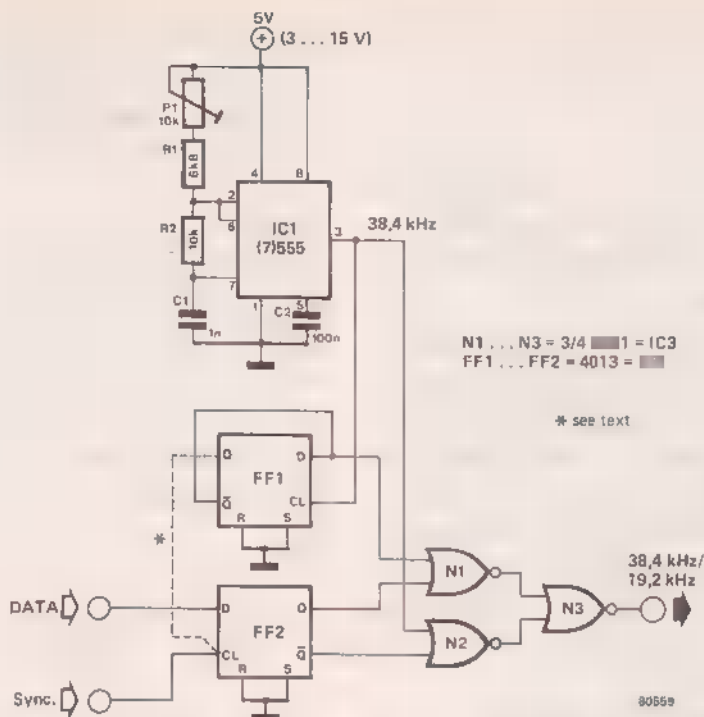 5V
(3 ... 15 V)
P1
10k
R1
6k8
R2
10k
C1
1n
4
8
2
6
7
1
5
3
IC1
(7)555
C2
100n
38,4 kHz
N1 ... N3 = 3/4 1 = IC3
FF1 ... FF2 = 4013 =
* see text
Q
D
FF1
Q
CL
R
S
*
DATA
D
Q
FF2
CL
Q
R
S
Sync.
N1
N2
N3
38,4 kHz/
19,2 kHz
80559